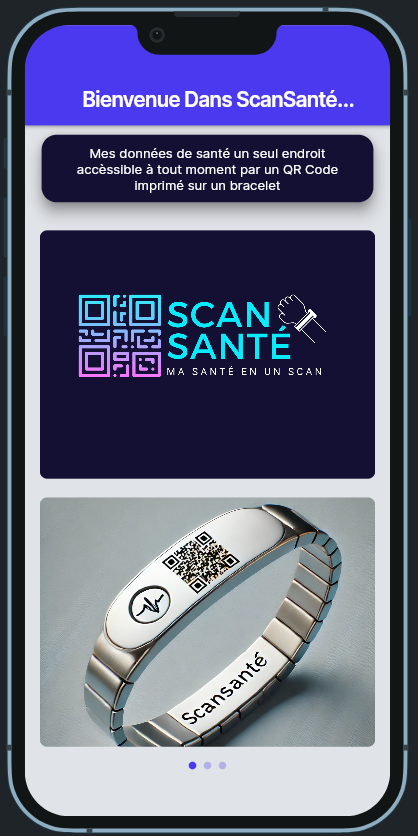 Bienvenue Dans ScanSanté...
Mes données de santé un seul endroit
accèssible à tout moment par un QR Code
imprimé sur un bracelet
SCAN
SANTÉ
MA SANTÉ EN UN SCAN
Scansanté